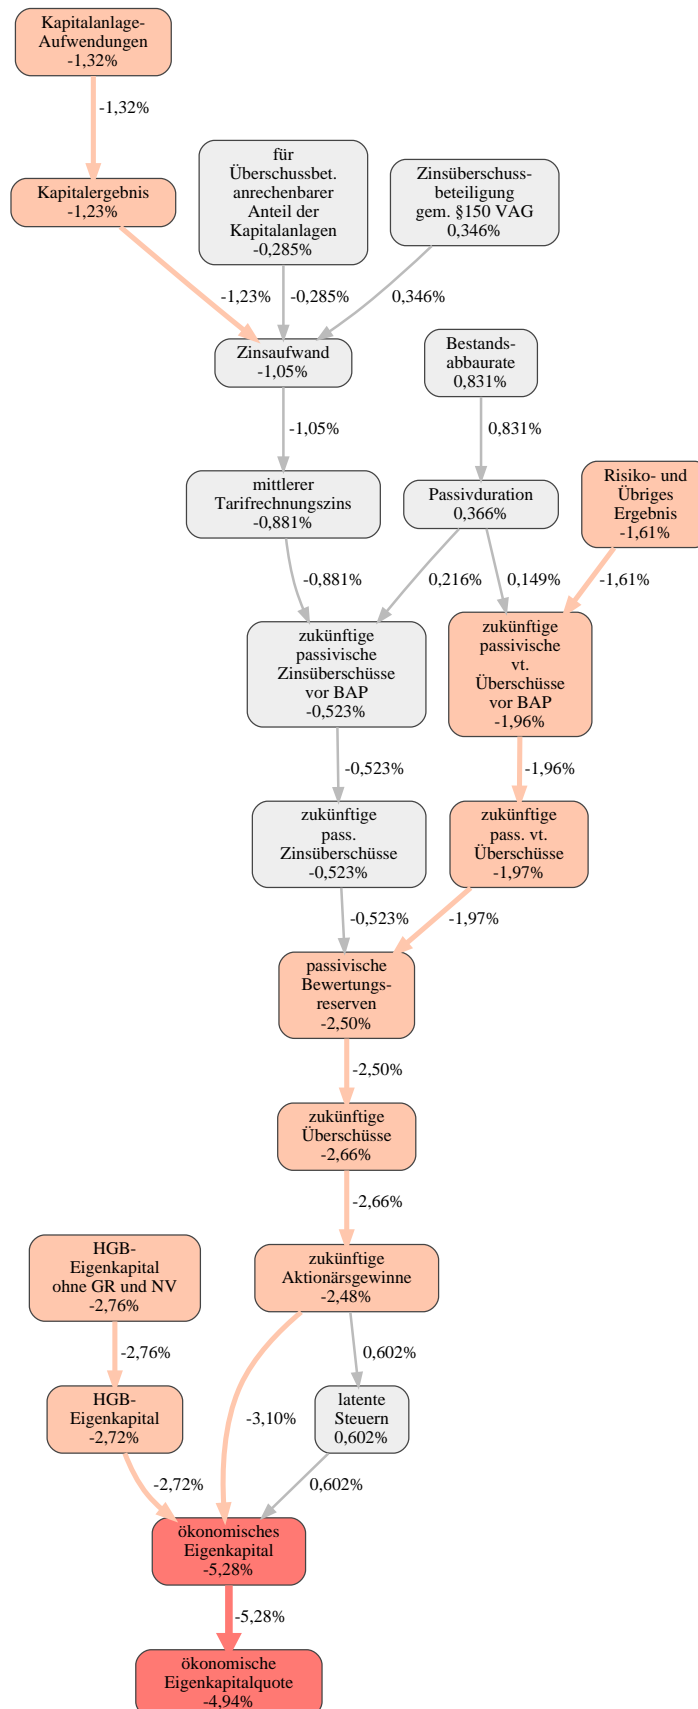 Kapitalanlage-
Aufwendungen
-1,32%
-1,32%
Kapitalergebnis
-1,23%
für
Überschussbet.
anrechenbarer
Anteil der
Kapitalanlagen
-0,285%
Zinsüberschuss-
beteiligung
gem. §150 VAG
0,346%
-1,23%
-0,285%
0,346%
Zinsaufwand
-1,05%
Bestands-
abbaurate
0,831%
-1,05%
0,831%
mittlerer
Tarifrechnungszins
-0,881%
Passivduration
0,366%
Risiko- und
Übriges
Ergebnis
-1,61%
-0,881%
0,216%
0,149%
-1,61%
zukünftige
passivische
Zinsüberschüsse
vor BAP
-0,523%
zukünftige
passivische
vt.
Überschüsse
vor BAP
-1,96%
-0,523%
-1,96%
zukünftige
pass.
Zinsüberschüsse
-0,523%
zukünftige
pass. vt.
Überschüsse
-1,97%
-0,523%
-1,97%
passivische
Bewertungs-
reserven
-2,50%
-2,50%
zukünftige
Überschüsse
-2,66%
-2,66%
HGB-
Eigenkapital
ohne GR und NV
-2,76%
zukünftige
Aktionärsgewinne
-2,48%
-2,76%
0,602%
HGB-
Eigenkapital
-2,72%
-3,10%
latente
Steuern
0,602%
-2,72%
0,602%
ökonomisches
Eigenkapital
-5,28%
-5,28%
ökonomische
Eigenkapitalquote
-4,94%